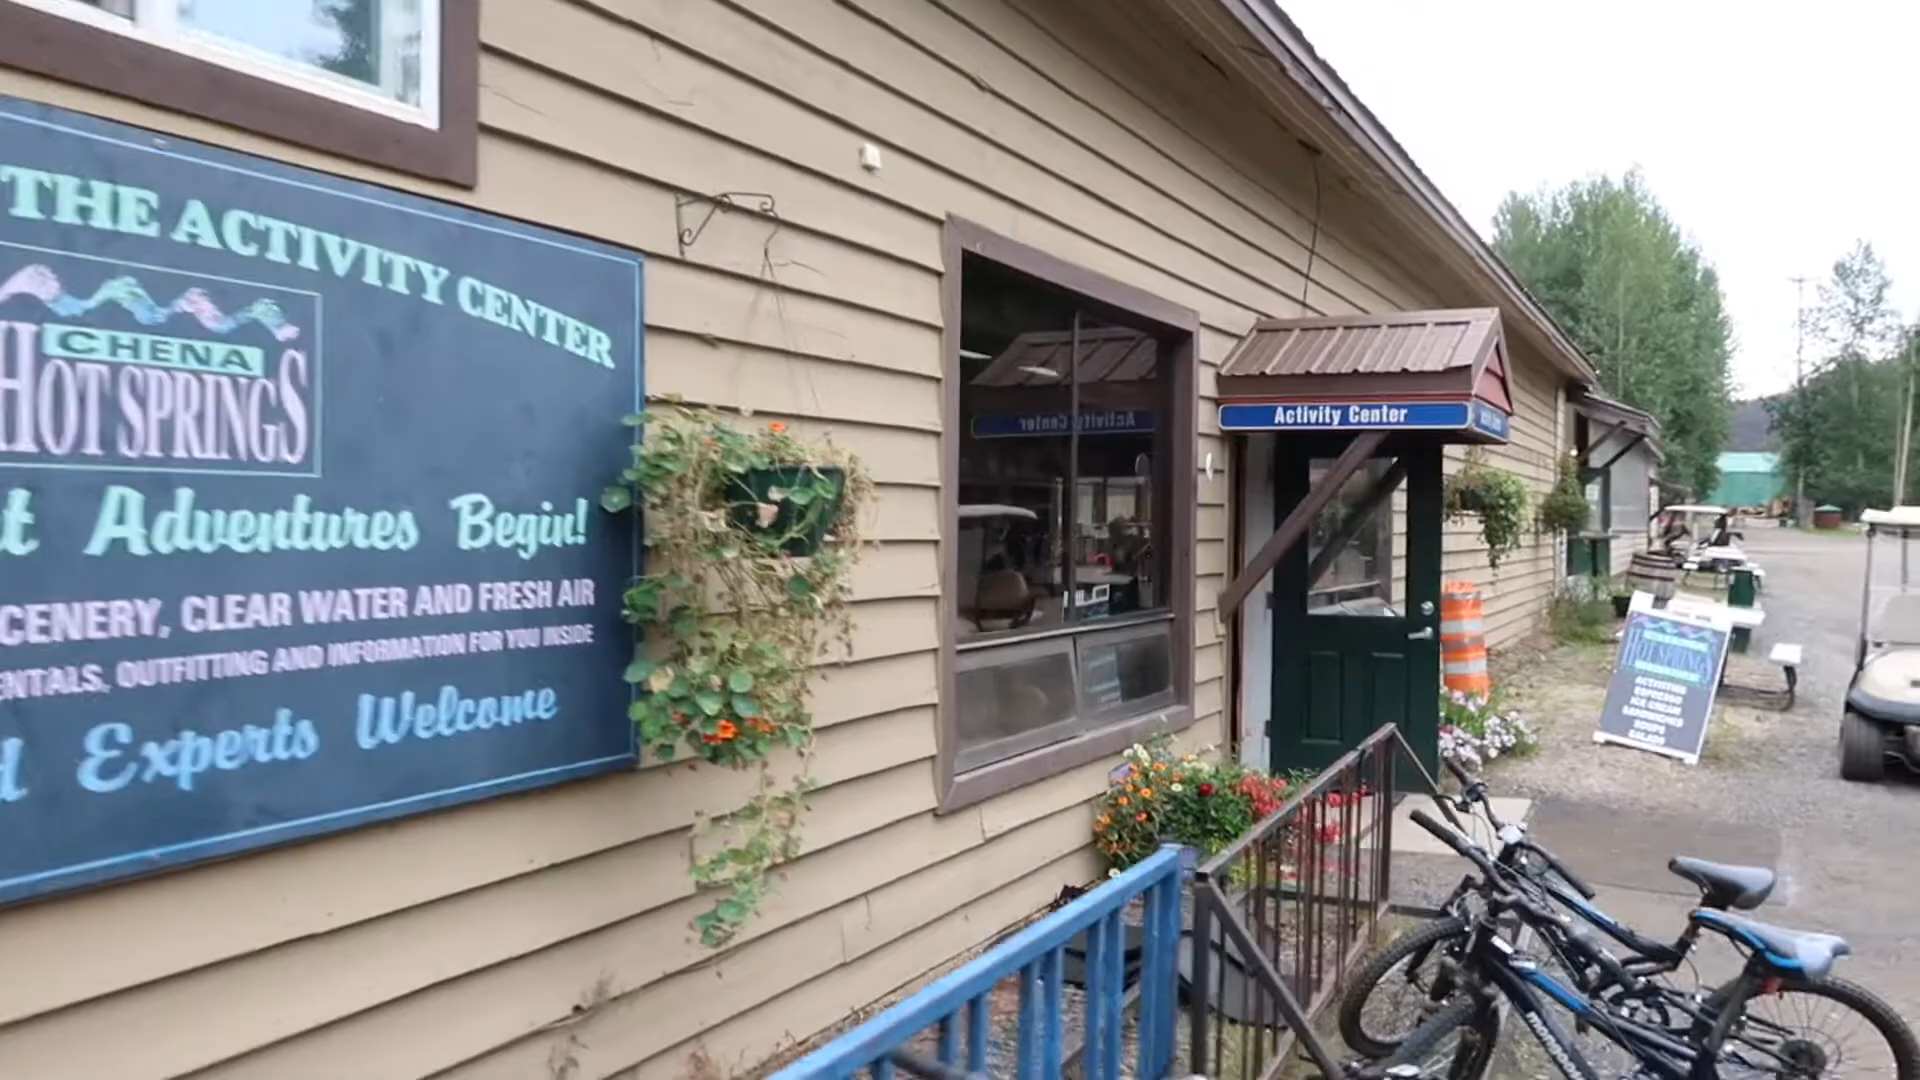 THE ACTIVITY CENTER
CHENA
HOT SPRINGS
Adventures Begin!
CENERY, CLEAR WATER AND FRESH AIR
ENTALS, OUTFITTING AND INFORMATION FOR YOU INSIDE
Experts Welcome
Activity Center
Activity Center
HOT SPRINGS
ACTIVITIES
ESPRESSO
ICE CREAM
SANDWICHES
SOUPS
SALADS